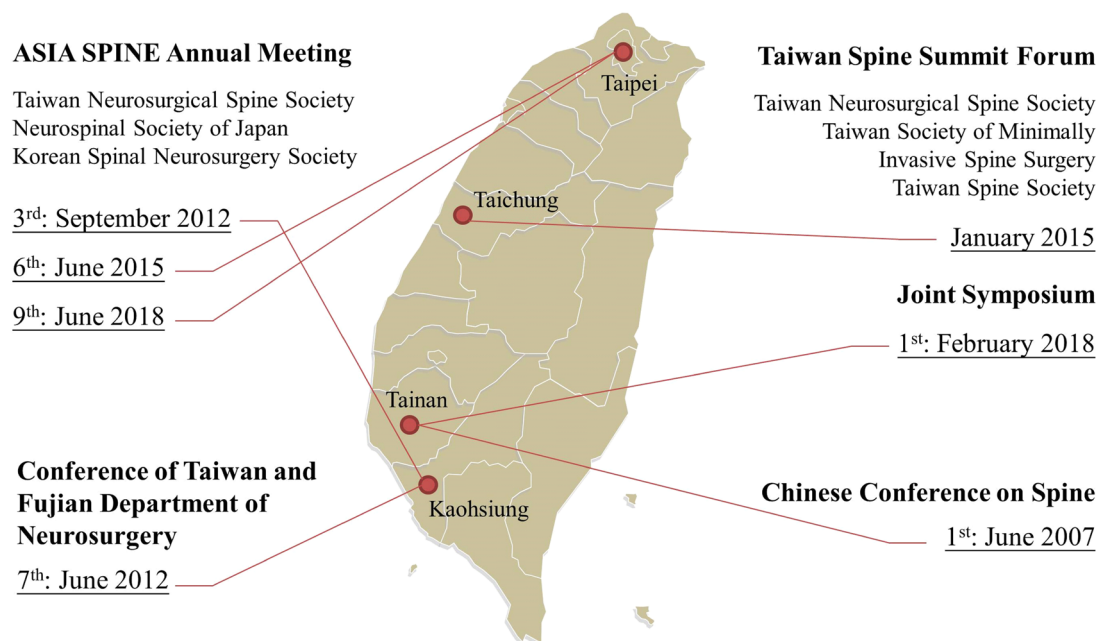 ASIA SPINE Annual Meeting
Taiwan Neurosurgical Spine Society
Neurospinal Society of Japan
Korean Spinal Neurosurgery Society
3rd: September 2012
6th: June 2015
9th: June 2018
Conference of Taiwan and
Fujian Department of
Neurosurgery
7th: June 2012
Taipei
Taichung
Tainan
Kaohsiung
Taiwan Spine Summit Forum
Taiwan Neurosurgical Spine Society
Taiwan Society of Minimally
Invasive Spine Surgery
Taiwan Spine Society
January 2015
Joint Symposium
1st: February 2018
Chinese Conference on Spine
1st: June 2007